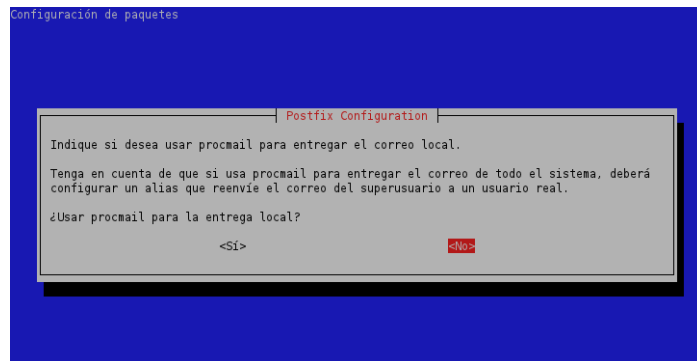 Configuración de paquetes
Postfix Configuration
Indique si desea usar procmail para entregar el correo local.
Tenga en cuenta de que si usa procmail para entregar el correo de todo el sistema, deberá
configurar un alias que reenvíe el correo del superusuario a un usuario real.
¿Usar procmail para la entrega local?
<Sí> <No>